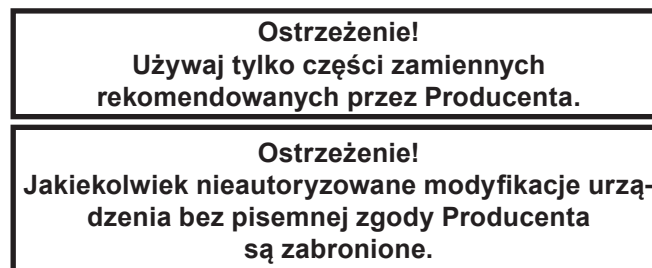 Ostrzeżenie!
Używaj tylko części zamiennych
rekomendowanych przez Producenta.
Ostrzeżenie!
Jakiekolwiek nieautoryzowane modyfikacje urzą-
dzenia bez pisemnej zgody Producenta
są zabronione.